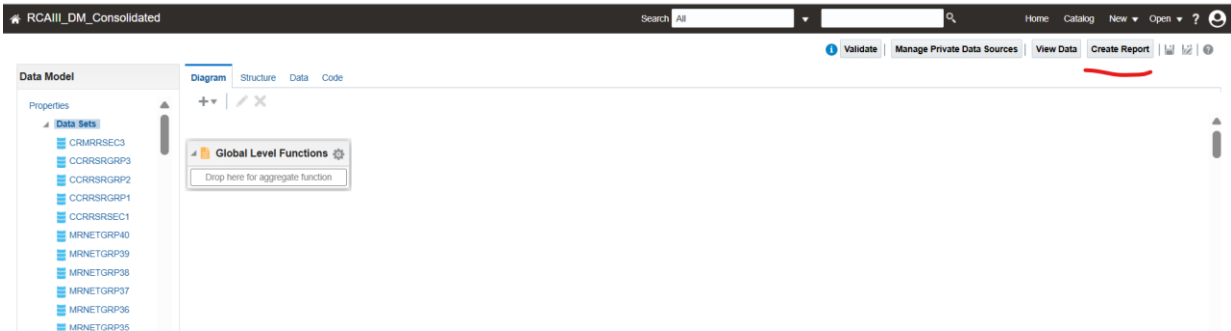 RCAIII_DM_Consolidated Search All Home Catalog New Open ?
Validate Manage Private Data Sources View Data Create Report
Data Model Diagram Structure Data Code
Properties
Data Sets
CRMRRSEC3
Global Level Functions
CCRRSRGRP3
Drop here for aggregate function
CCRRSRGRP2
CCRRSRGRP1
CCRRSRSEC1
MRNETGRP40
MRNETGRP39
MRNETGRP38
MRNETGRP37
MRNETGRP36
MRNETGRP35